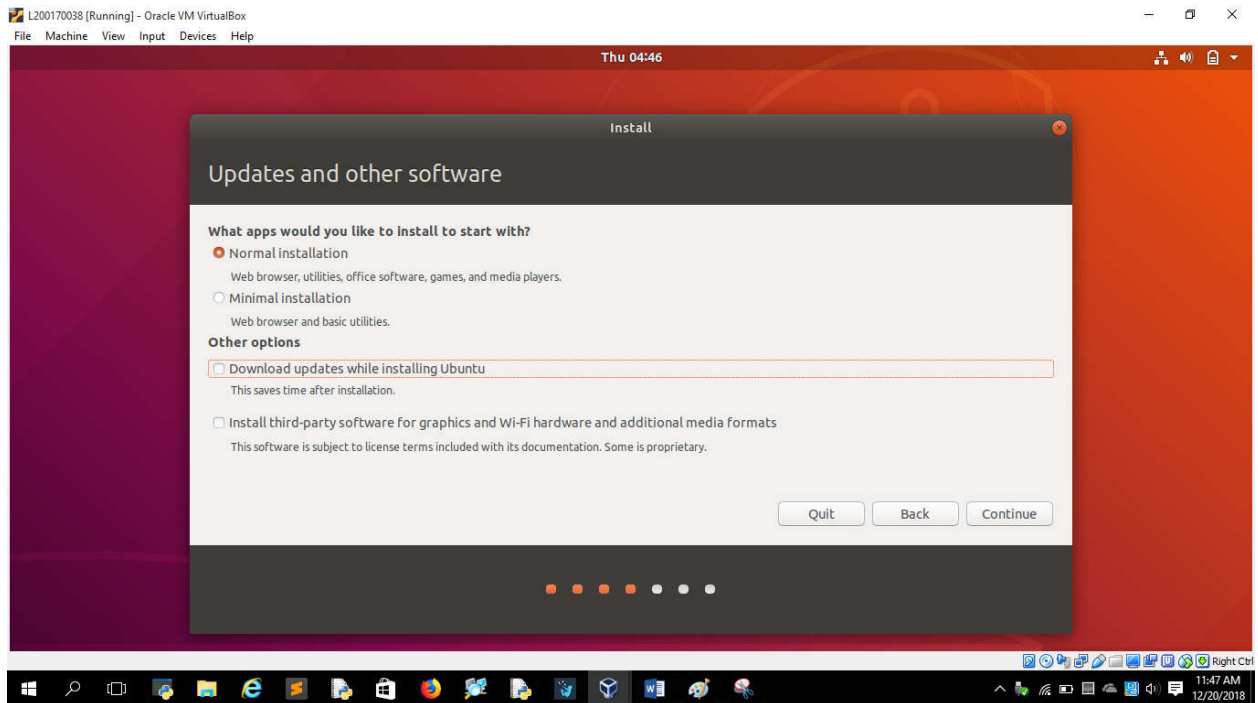 L200170038 [Running] - Oracle VM VirtualBox
File Machine View Input Devices Help
Thu 04:46
Install
Updates and other software
What apps would you like to install to start with?
Normal installation
Web browser, utilities, office software, games, and media players.
Minimal installation
Web browser and basic utilities.
Other options
Download updates while installing Ubuntu
This saves time after installation.
Install third-party software for graphics and Wi-Fi hardware and additional media formats
This software is subject to license terms included with its documentation. Some is proprietary.
Quit Back Continue
Right Ctrl
11:47 AM
12/20/2018